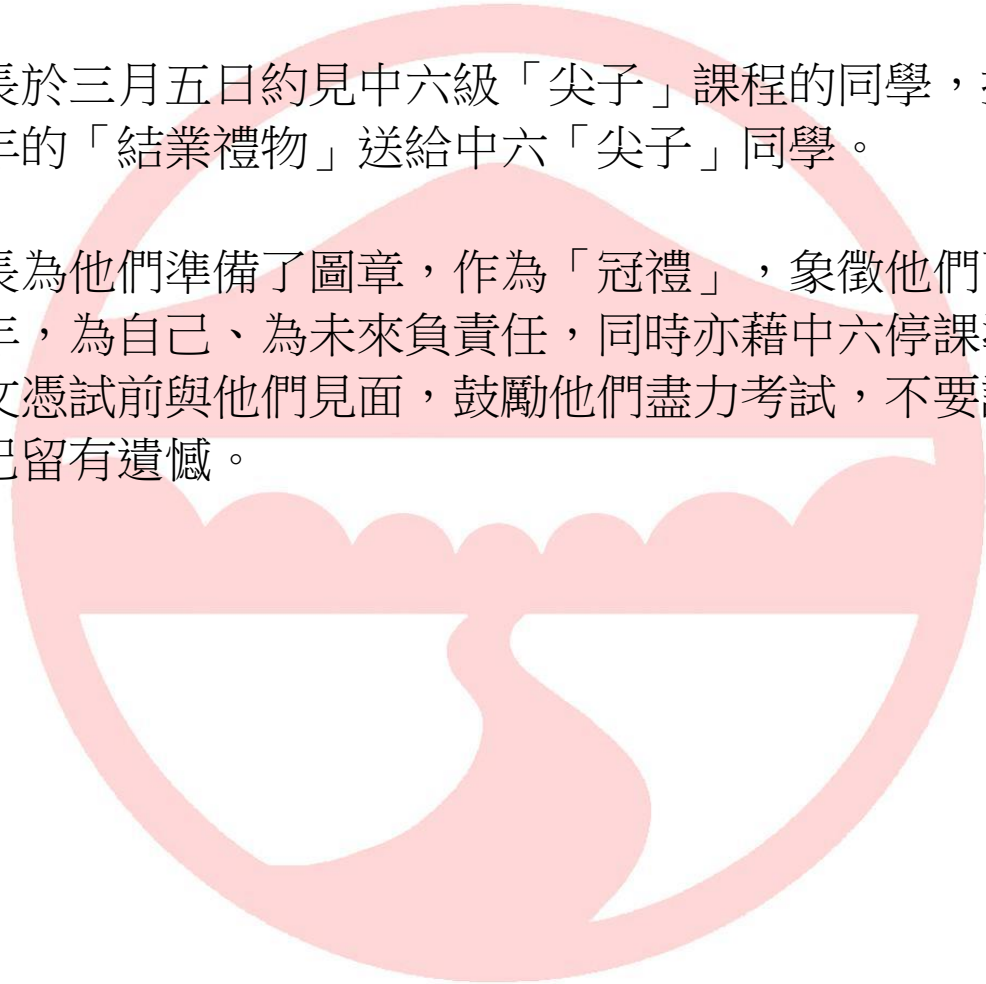 長於三月五日約見中六級「尖子」課程的同學，
年的「結業禮物」送給中六「尖子」同學。
長為他們準備了圖章，作為「冠禮」，象徵他們
年，為自己、為未來負責任，同時亦藉中六停課
文憑試前與他們見面，鼓勵他們盡力考試，不要
己留有遺憾。